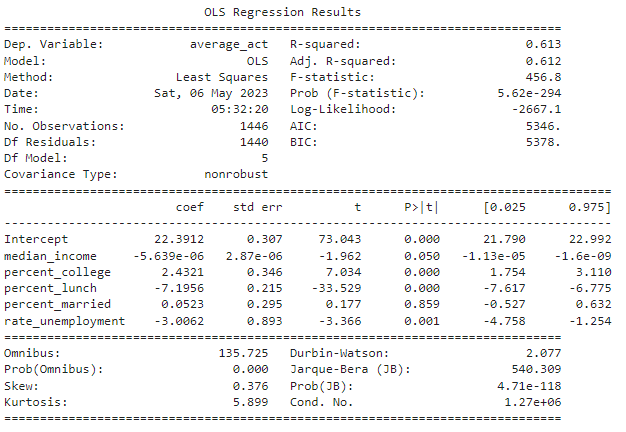 OLS Regression Results
==============================================================================
Dep. Variable: average_act R-squared: 0.613
Model: OLS Adj. R-squared: 0.612
Method: Least Squares F-statistic: 456.8
Date: Sat, 06 May 2023 Prob (F-statistic): 5.62e-294
Time: 05:32:20 Log-Likelihood: -2667.1
No. Observations: 1446 AIC: 5346.
Df Residuals: 1440 BIC: 5378.
Df Model: 5
Covariance Type: nonrobust
=====================================================================================
coef std err t P>|t| [0.025 0.975]
-------------------------------------------------------------------------------------
Intercept 22.3912 0.307 73.043 0.000 21.790 22.992
median_income -5.639e-06 2.87e-06 -1.962 0.050 -1.13e-05 -1.6e-09
percent_college 2.4321 0.346 7.034 0.000 1.754 3.110
percent_lunch -7.1956 0.215 -33.529 0.000 -7.617 -6.775
percent_married 0.0523 0.295 0.177 0.859 -0.527 0.632
rate_unemployment -3.0062 0.893 -3.366 0.001 -4.758 -1.254
==============================================================================
Omnibus: 135.725 Durbin-Watson: 2.077
Prob(Omnibus): 0.000 Jarque-Bera (JB): 540.309
Skew: 0.376 Prob(JB): 4.71e-118
Kurtosis: 5.899 Cond. No. 1.27e+06
==============================================================================